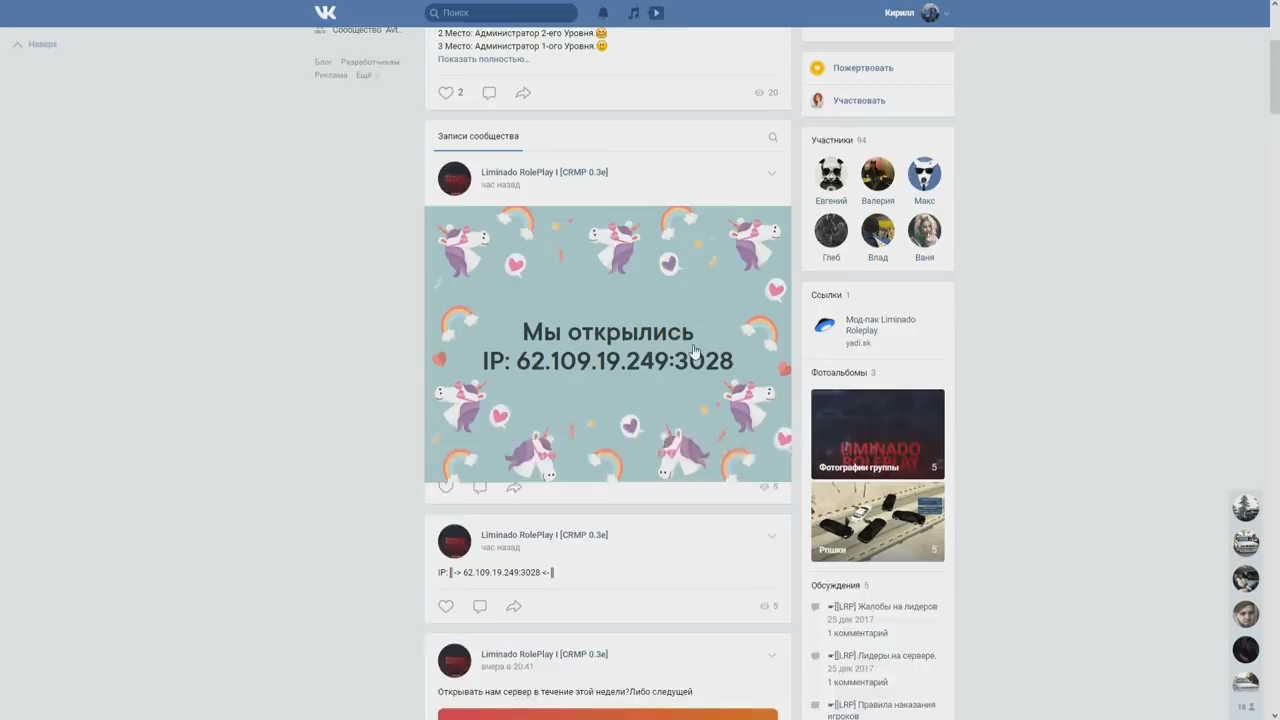 Поиск
Кирилл
Сообщество Avt...
Наверх
Блог Разработчикам
Реклама Ещё
2 Место: Администратор 2-его Уровня.
3 Место: Администратор 1-ого Уровня.
Показать полностью...
2
20
Записи сообщества
Liminado RolePlay I [CRMP 0.3e]
час назад
Мы открылись
IP: 62.109.19.249:3028
5
Liminado RolePlay I [CRMP 0.3e]
час назад
IP:║-> 62.109.19.249:3028 <-║
5
Liminado RolePlay I [CRMP 0.3e]
вчера в 20:41
Открывать нам сервер в течение этой недели?Либо следущей
Пожертвовать
Участвовать
Участники 94
Евгений Валерия Макс
Глеб Влад Ваня
Ссылки 1
Мод-пак Liminado
Roleplay
yadi.sk
Фотоальбомы 3
LIMINADO
ROLEPLAY
Фотографии группы 5
Рпшки 5
Обсуждения 5
☛[[LRP] Жалобы на лидеров
25 дек 2017
1 комментарий
☛[[LRP] Лидеры на сервере.
25 дек 2017
1 комментарий
☛[[LRP] Правила наказания
игроков
18